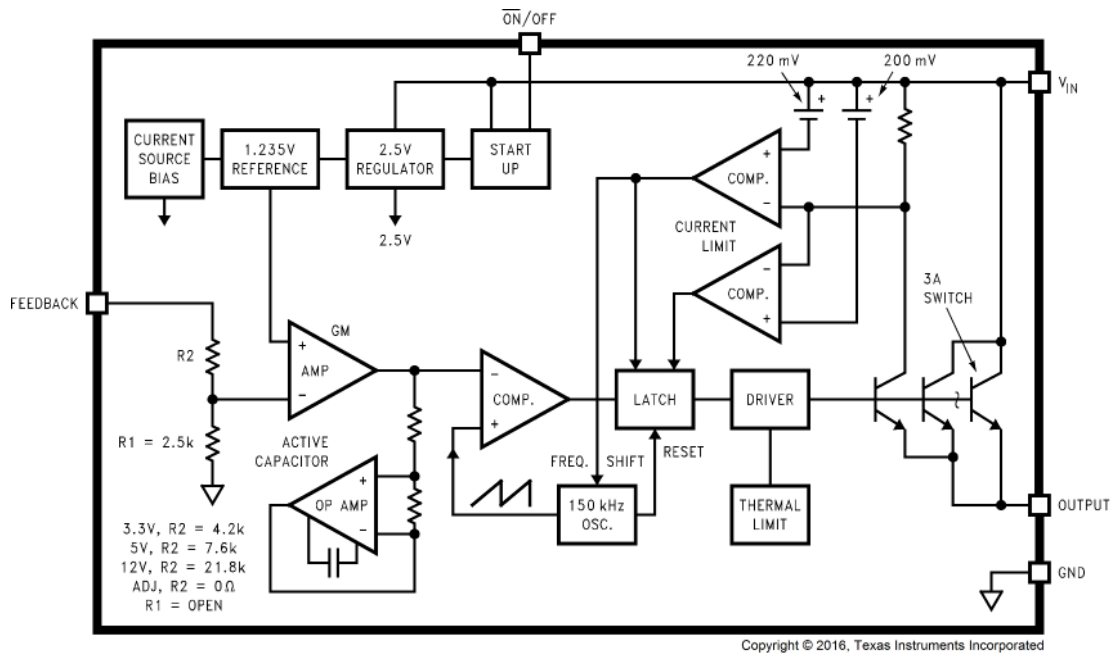 O̅N̅/OFF
220 mV
200 mV
VIN
CURRENT
SOURCE
BIAS
1.235V
REFERENCE
2.5V
REGULATOR
START
UP
+
+
+
COMP.
−
2.5V
CURRENT
LIMIT
−
COMP.
+
3A
SWITCH
FEEDBACK
R2
GM
+
AMP
−
−
COMP.
+
LATCH
DRIVER
R1 = 2.5k
ACTIVE
CAPACITOR
FREQ. SHIFT
RESET
+
OP AMP
−
150 kHz
OSC.
THERMAL
LIMIT
OUTPUT
3.3V, R2 = 4.2k
5V, R2 = 7.6k
12V, R2 = 21.8k
ADJ, R2 = 0Ω
R1 = OPEN
GND
Copyright © 2016, Texas Instruments Incorporated